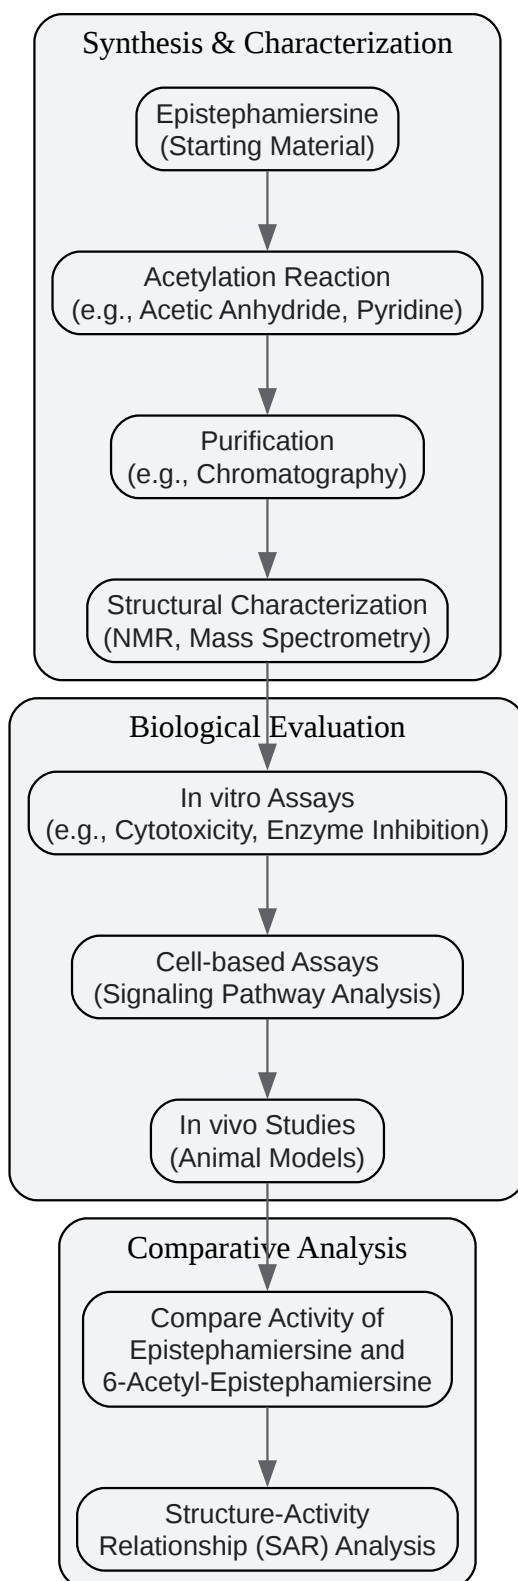 Synthesis & Characterization
Epistephamiersine
(Starting Material)
Acetylation Reaction
(e.g., Acetic Anhydride, Pyridine)
Purification
(e.g., Chromatography)
Structural Characterization
(NMR, Mass Spectrometry)
Biological Evaluation
In vitro Assays
(e.g., Cytotoxicity, Enzyme Inhibition)
Cell-based Assays
(Signaling Pathway Analysis)
In vivo Studies
(Animal Models)
Comparative Analysis
Compare Activity of
Epistephamiersine and
6-Acetyl-Epistephamiersine
Structure-Activity
Relationship (SAR) Analysis